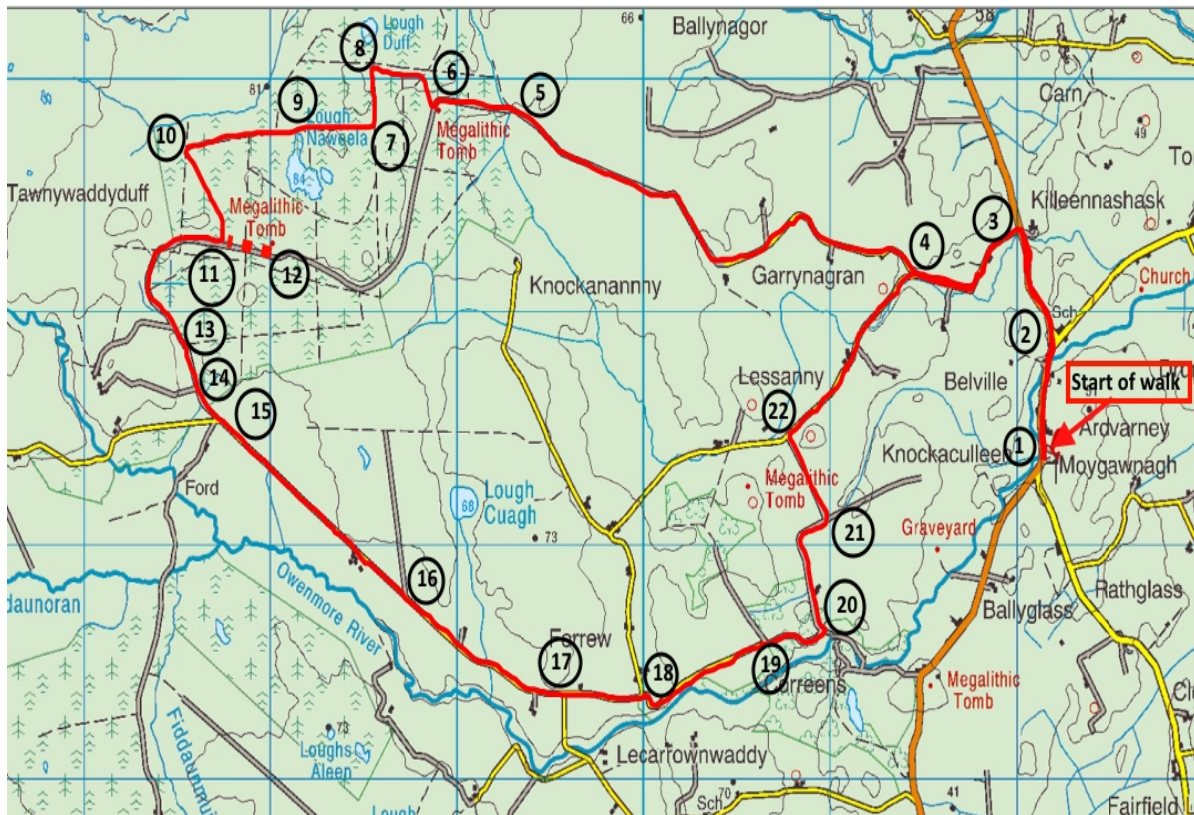 66
Ballynagor
58
Lough
Duff
8
6
5
Carn
81
9
49
To
10
Lough
Naweela
7
Megalithic
Tomb
84
Tawnywaddyduff
Killeennashask
Megalithic
Tomb
3
4
11
12
Knockanannny
Garrynagran
Church
13
Sch
2
14
Lessanny
Belville
Start of walk
15
22
Ardvarney
Knockaculleen
1
Moygawnagh
Ford
Lough
Cuagh
68
Megalithic
Tomb
73
21
Graveyard
Owenmore River
16
Rathglass
daunoran
20
Ballyglass
Forrew
17
18
19
Correens
Megalithic
Tomb
73
Loughs
Aleen
Lecarrownwaddy
Sch
70
41
Lough
Fairfield